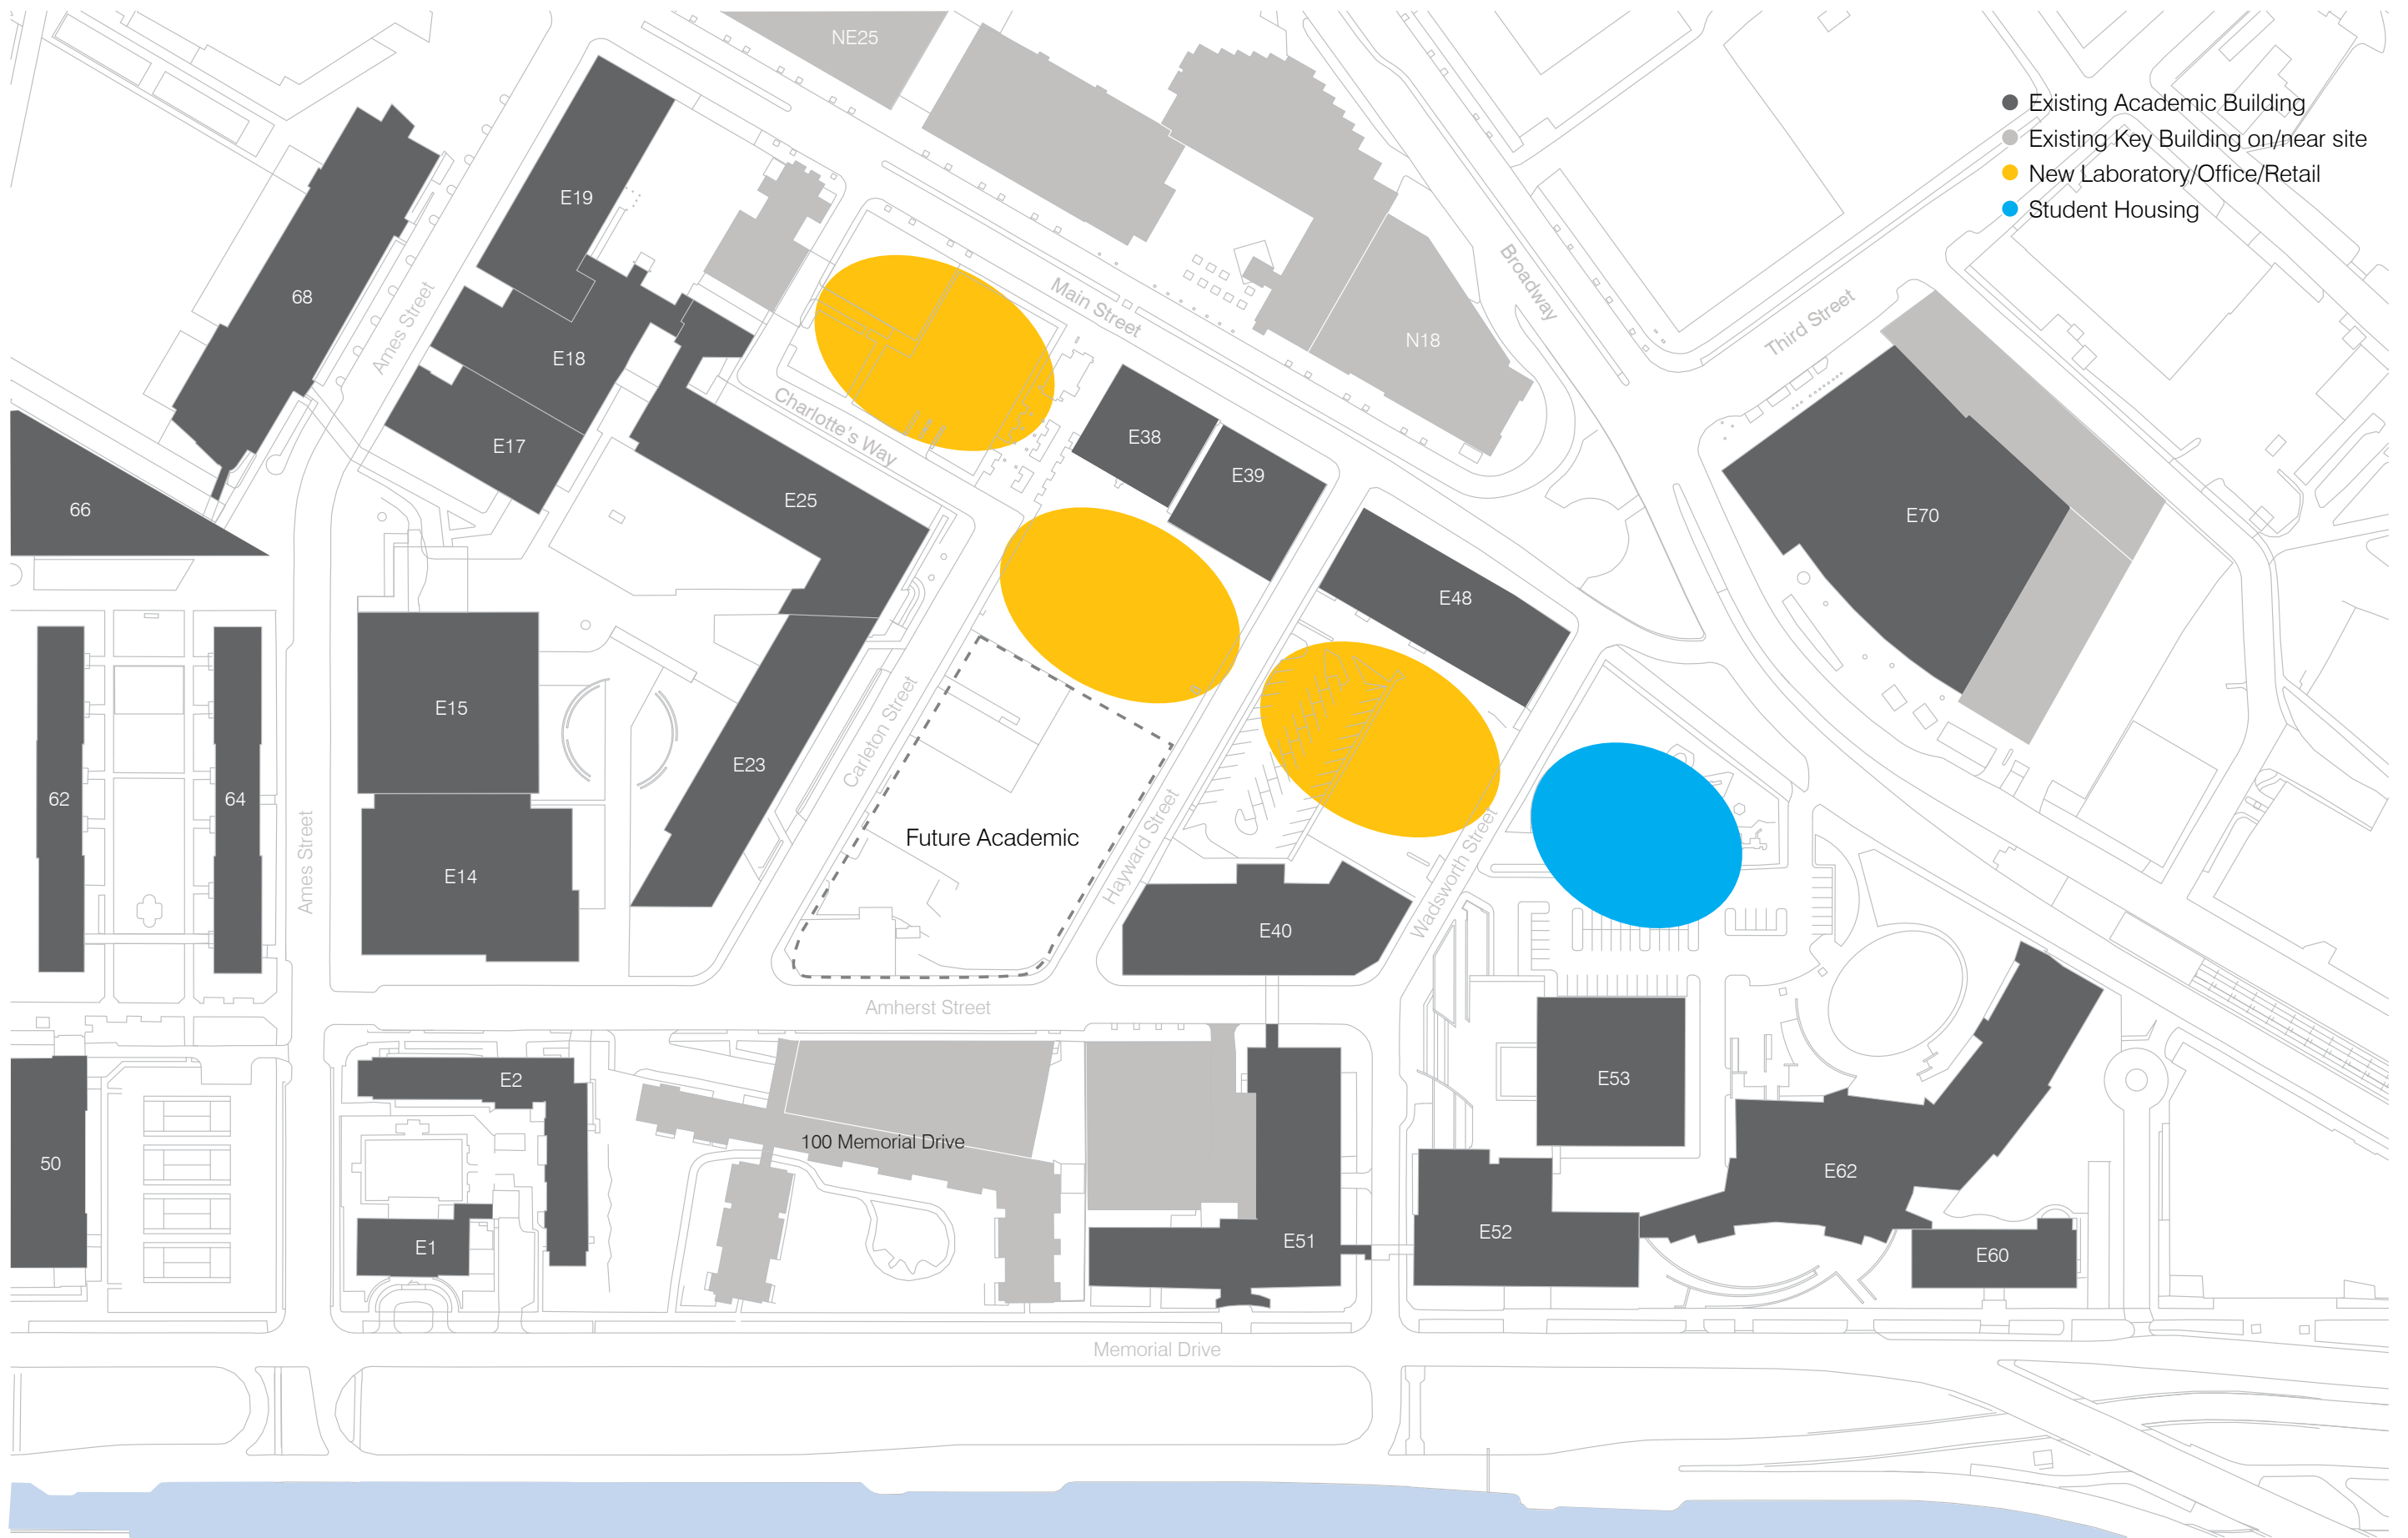 NE25
Existing Academic Building
Existing Key Building on/near site
New Laboratory/Office/Retail
Student Housing
E19
68
Ames Street
Main Street
Broadway
Third Street
N18
E18
E17
Charlotte's Way
E38
E39
E25
66
E70
E48
E15
Carleton Street
E23
62
64
Ames Street
Future Academic
Hayward Street
Wadsworth Street
E14
E40
Amherst Street
E2
E53
50
100 Memorial Drive
E62
E1
E51
E52
E60
Memorial Drive